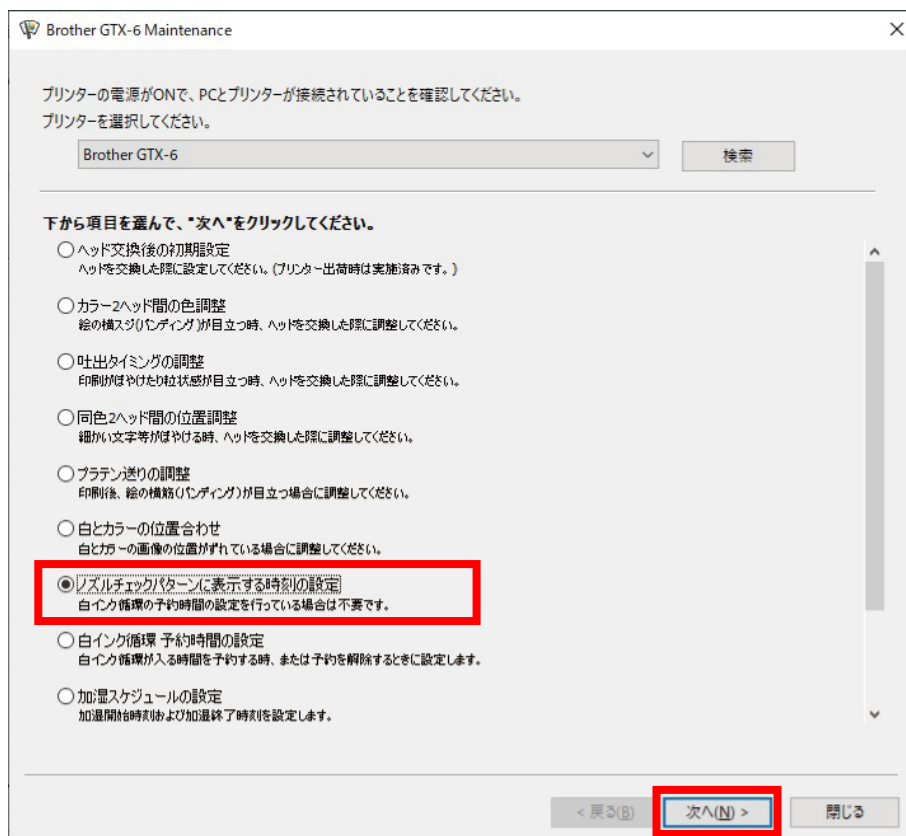 Brother GTX-6 Maintenance
プリンターの電源がONで、PCとプリンターが接続されていることを確認してください。
プリンターを選択してください。
Brother GTX-6
検索
下から項目を選んで、"次へ"をクリックしてください。
ヘッド交換後の初期設定
ヘッドを交換した際に設定してください。(プリンター出荷時は実施済みです。)
カラー2ヘッド間の色調整
絵の横スジ(バンディング)が目立つ時、ヘッドを交換した際に調整してください。
吐出タイミングの調整
印刷がぼやけたり粒状感が目立つ時、ヘッドを交換した際に調整してください。
同色2ヘッド間の位置調整
細かい文字等がぼやける時、ヘッドを交換した際に調整してください。
プラテン送りの調整
印刷後、絵の横筋(バンディング)が目立つ場合に調整してください。
白とカラーの位置合わせ
白とカラーの画像の位置がずれている場合に調整してください。
ノズルチェックパターンに表示する時刻の設定
白インク循環の予約時間の設定を行っている場合は不要です。
白インク循環 予約時間の設定
白インク循環が入る時間を予約する時、または予約を解除するときに設定します。
加湿スケジュールの設定
加湿開始時刻および加湿終了時刻を設定します。
< 戻る(B)
次へ(N) >
閉じる